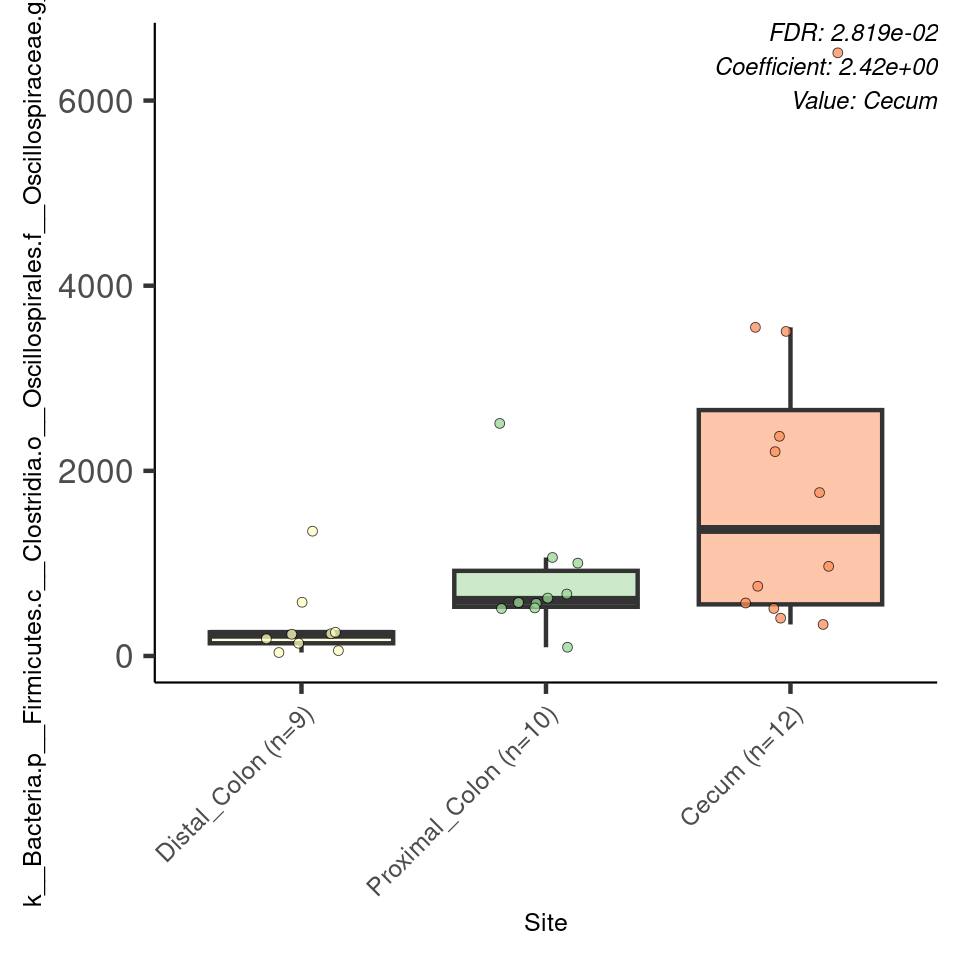 k__Bacteria.p__Firmicutes.c__Clostridia.o__Oscillospirales.f__Oscillospiraceae.g
FDR: 2.819e-02
Coefficient: 2.42e+00
Value: Cecum
6000
4000
2000
0
Distal_Colon (n=9)
Proximal_Colon (n=10)
Cecum (n=12)
Site